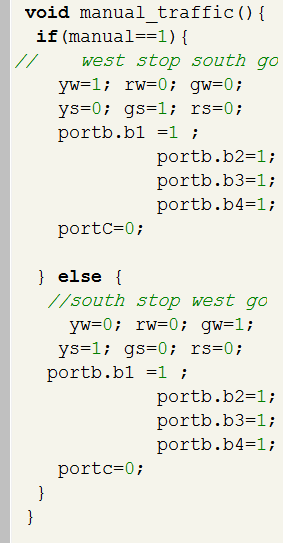 void manual_traffic(){
if(manual==1){
//    west stop south go
yw=1; rw=0; gw=0;
ys=0; gs=1; rs=0;
portb.b1 =1 ;
portb.b2=1;
portb.b3=1;
portb.b4=1;
portC=0;
} else {
//south stop west go
yw=0; rw=0; gw=1;
ys=1; gs=0; rs=0;
portb.b1 =1 ;
portb.b2=1;
portb.b3=1;
portb.b4=1;
portc=0;
}
}